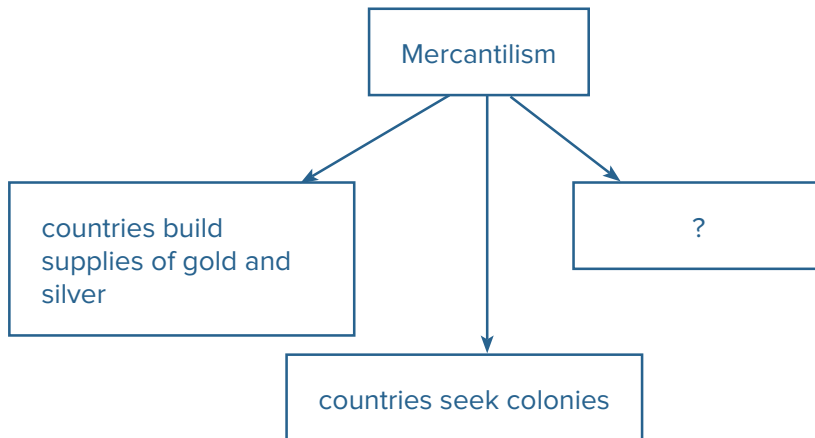 Mercantilism
countries build
supplies of gold and
silver
?
countries seek colonies